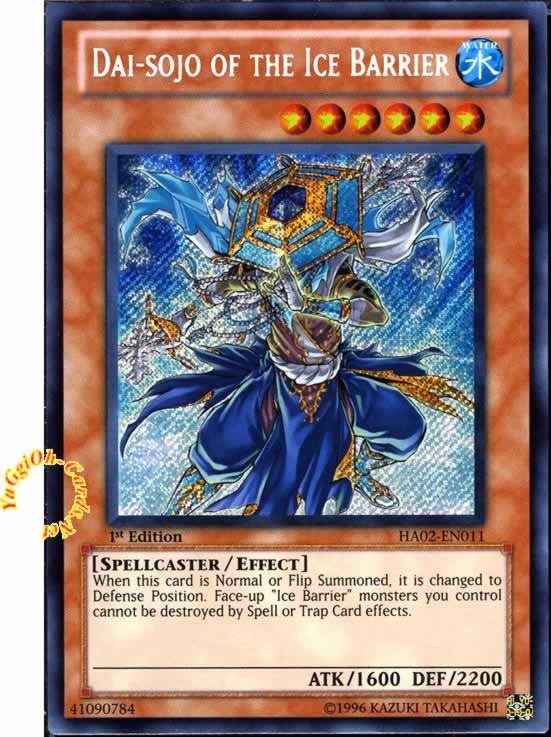 DAI-SOJO OF THE ICE BARRIER
WATER
水
YuGgiOh-Cards.Net
1st Edition
HA02-EN011
[SPELLCASTER / EFFECT]
When this card is Normal or Flip Summoned, it is changed to
Defense Position. Face-up "Ice Barrier" monsters you control
cannot be destroyed by Spell or Trap Card effects.
ATK/1600 DEF/2200
41090784
©1996 KAZUKI TAKAHASHI